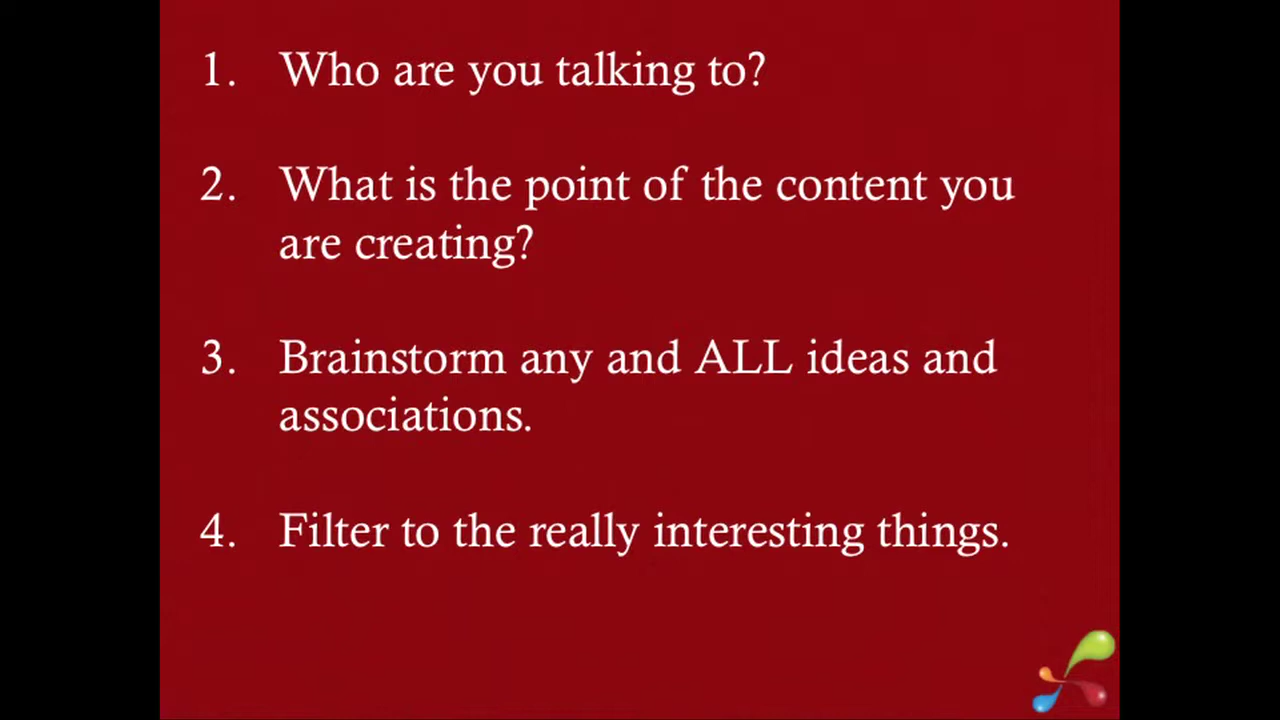 1. Who are you talking to?
2. What is the point of the content you
are creating?
3. Brainstorm any and ALL ideas and
associations.
4. Filter to the really interesting things.